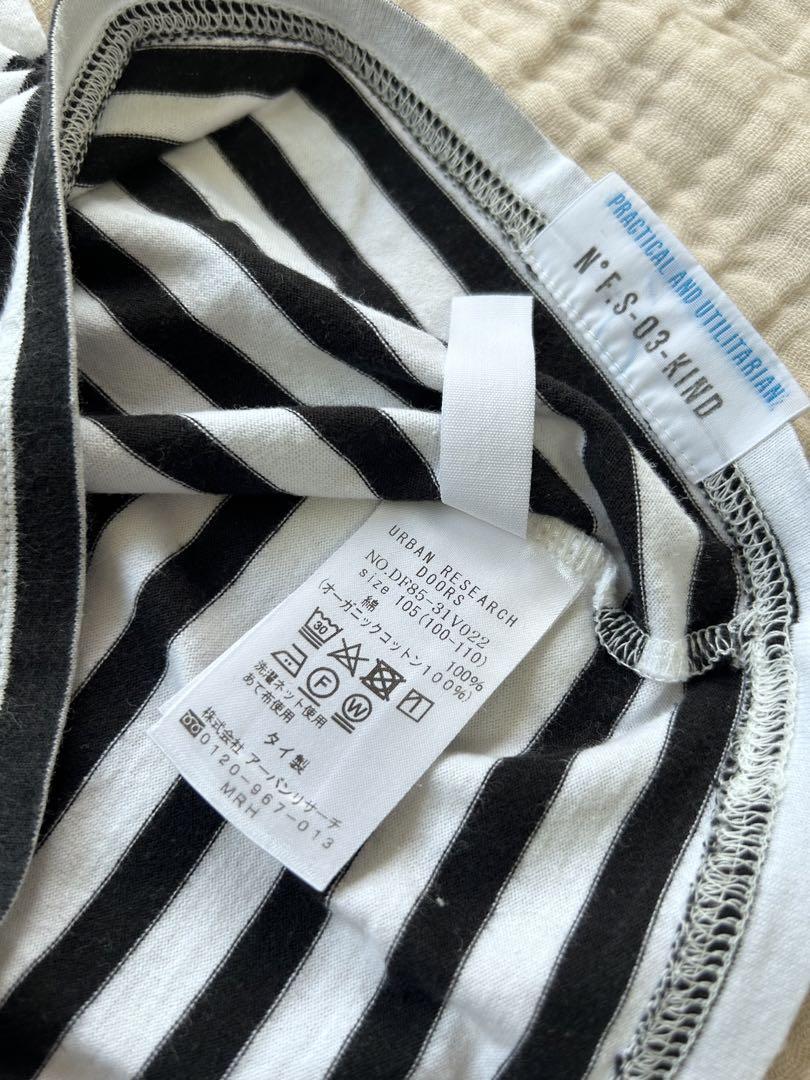 PRACTICAL AND UTILITARIAN
N° F.S-03-KIND
URBAN RESEARCH
DOORS
NO.DF85-31V022
size 105(100-110)
綿 100%
(オーガニックコットン100%)
30
F W
洗濯ネット使用
あて布使用
タイ製
株式会社 アーバンリサーチ
0120-967-013
MRH